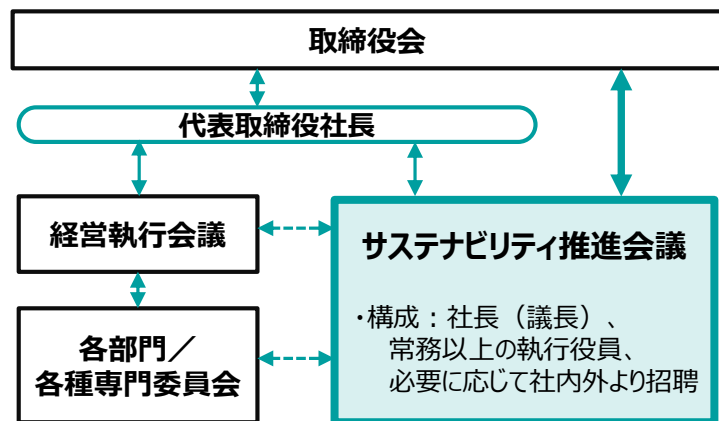 取締役会
代表取締役社長
経営執行会議
サステナビリティ推進会議
・構成：社長（議長）、
常務以上の執行役員、
必要に応じて社内外より招聘
各部門／
各種専門委員会